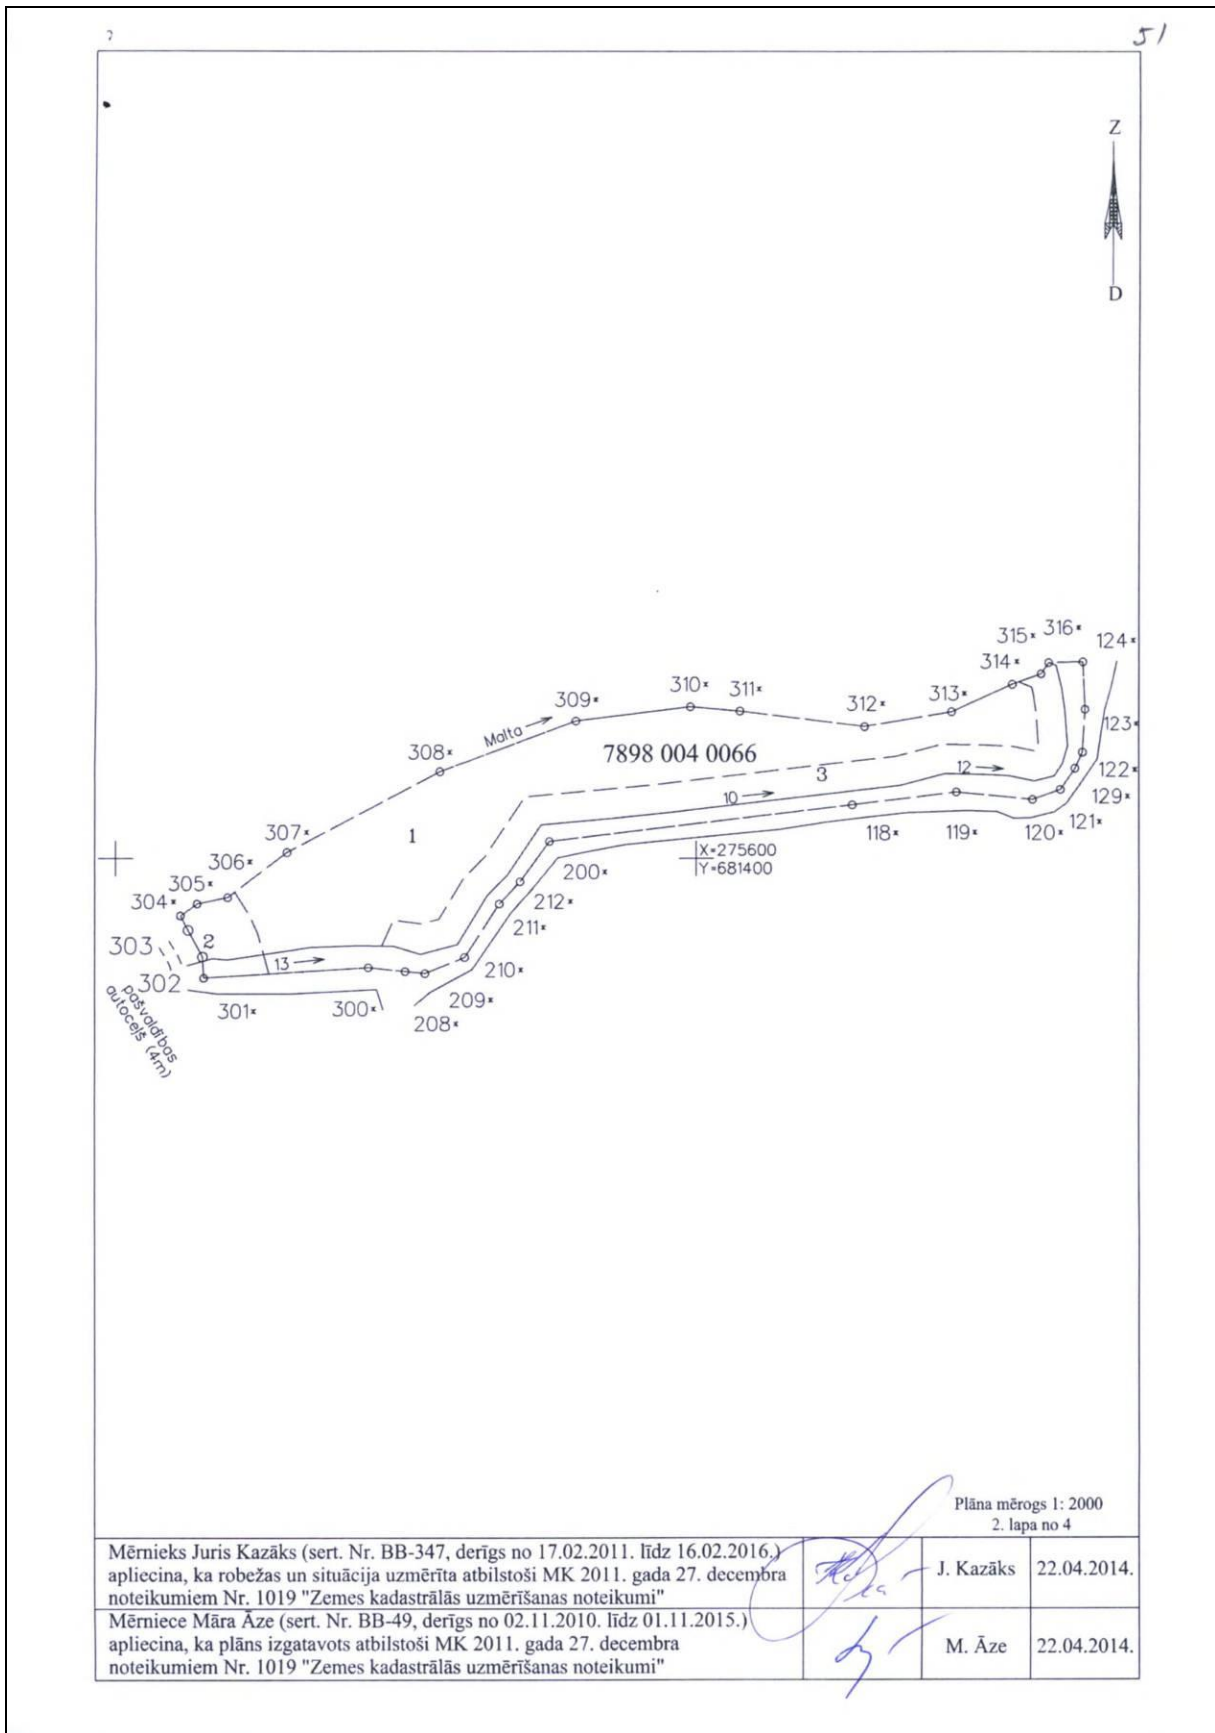 51
Z
D
316
124
315
314
310
311
313
309
312
123
Malta
308
7898 004 0066
3
12
122
10
129
307
1
118
119
120
121
X=275600
Y=681400
306
200
305
304
212
211
303
2
13
210
302
209
301
300
208
pašvaldības
autoceļš (4m)
Plāna mērogs 1: 2000
2. lapa no 4
Mērnieks Juris Kazāks (sert. Nr. BB-347, derīgs no 17.02.2011. līdz 16.02.2016.)
apliecina, ka robežas un situācija uzmērīta atbilstoši MK 2011. gada 27. decembra
noteikumiem Nr. 1019 "Zemes kadastrālās uzmērīšanas noteikumi"
J. Kazāks
22.04.2014.
Mērniece Māra Āze (sert. Nr. BB-49, derīgs no 02.11.2010. līdz 01.11.2015.)
apliecina, ka plāns izgatavots atbilstoši MK 2011. gada 27. decembra
noteikumiem Nr. 1019 "Zemes kadastrālās uzmērīšanas noteikumi"
M. Āze
22.04.2014.